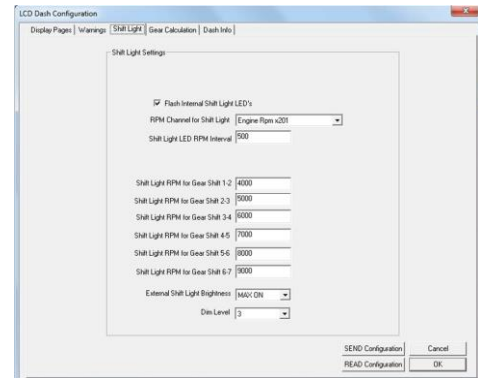 LCD Dash Configuration
Display Pages Warnings Shift Light Gear Calculation Dash Info
Shift Light Settings
Flash Internal Shift Light LED's
RPM Channel for Shift Light Engine Rpm x201
Shift Light LED RPM Interval 500
Shift Light RPM for Gear Shift 1-2 4000
Shift Light RPM for Gear Shift 2-3 5000
Shift Light RPM for Gear Shift 3-4 6000
Shift Light RPM for Gear Shift 4-5 7000
Shift Light RPM for Gear Shift 5-6 8000
Shift Light RPM for Gear Shift 6-7 9000
External Shift Light Brightness MAX ON
Dim Level 3
SEND Configuration Cancel
READ Configuration OK